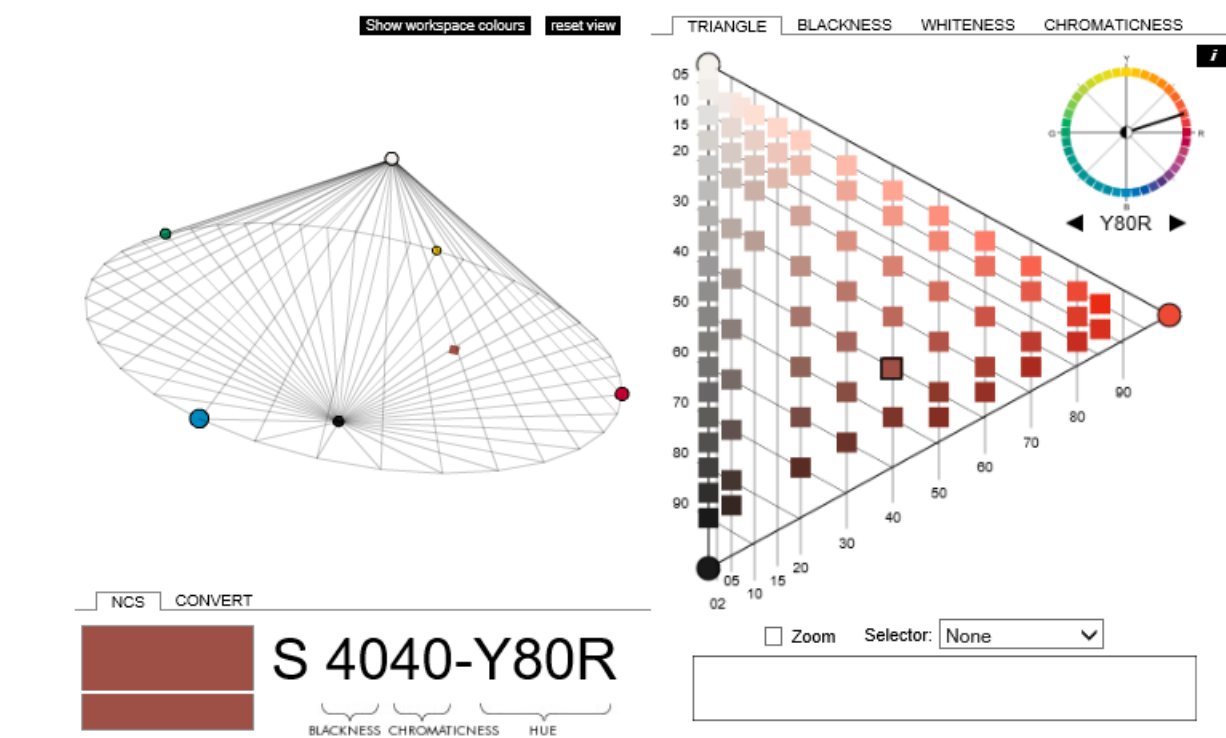 Show workspace colours reset view
TRIANGLE BLACKNESS WHITENESS CHROMATICNESS
i
05
10
15
20
30
40
50
60
70
80
90
Y
G
R
B
Y80R
90
80
70
60
50
40
30
20
15
10
05
02
NCS CONVERT
S 4040-Y80R
BLACKNESS CHROMATICNESS HUE
Zoom Selector: None